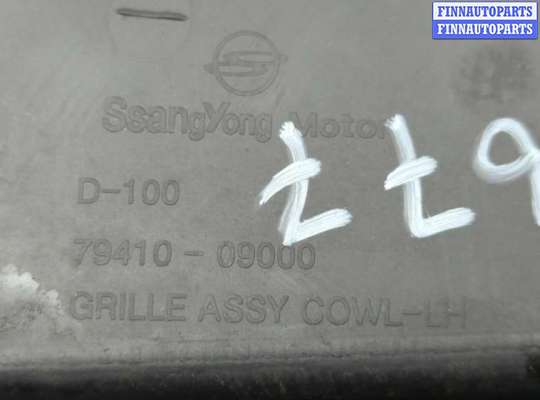 FINNAUTOPARTS
FINNAUTOPARTS
SsangYong Motor
D-100
79410-09000
GRILLE ASSY COWL-LH